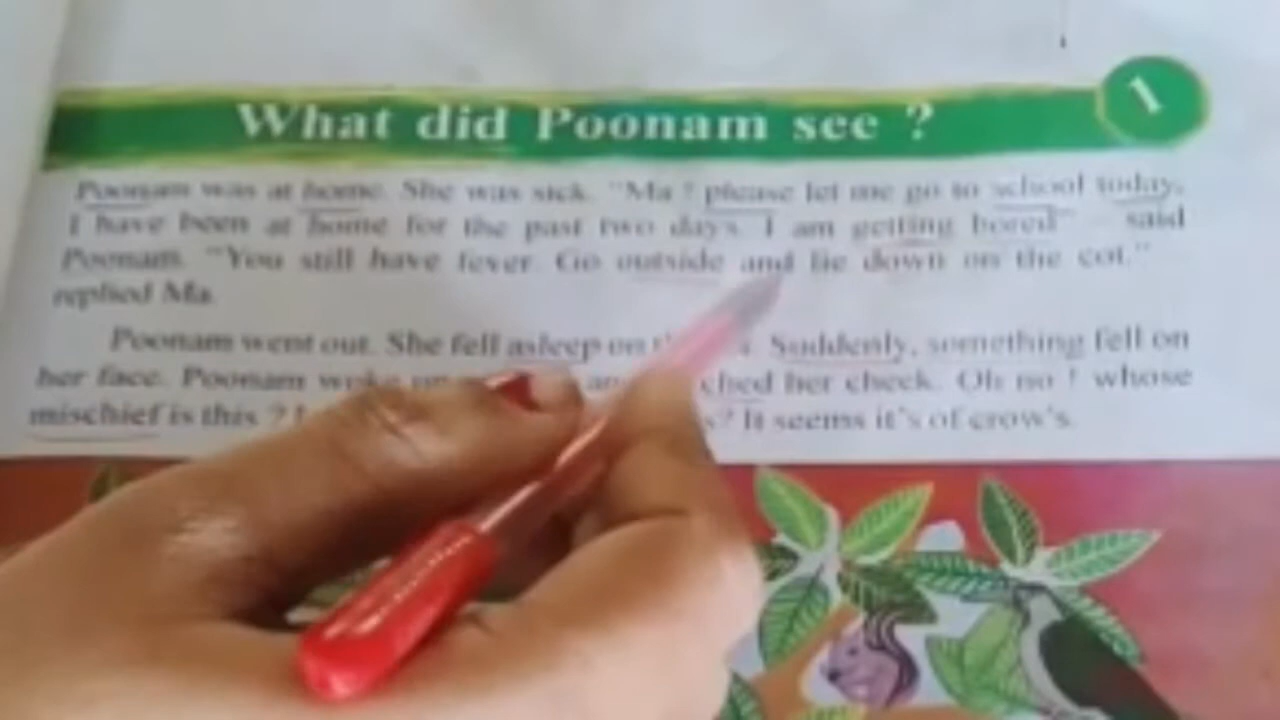 What did Poonam see ?
1
Poonam was at home. She was sick. "Ma ! please let me go to school today,
I have been at home for the past two days. I am getting bored" said
Poonam. "You still have fever. Go outside and lie down on the cot."
replied Ma.
Poonam went out. She fell asleep on Suddenly, something fell on
her face. Poonam woke her cheek. Oh no ! whose
mischief is this ? It seems it's of crow's.